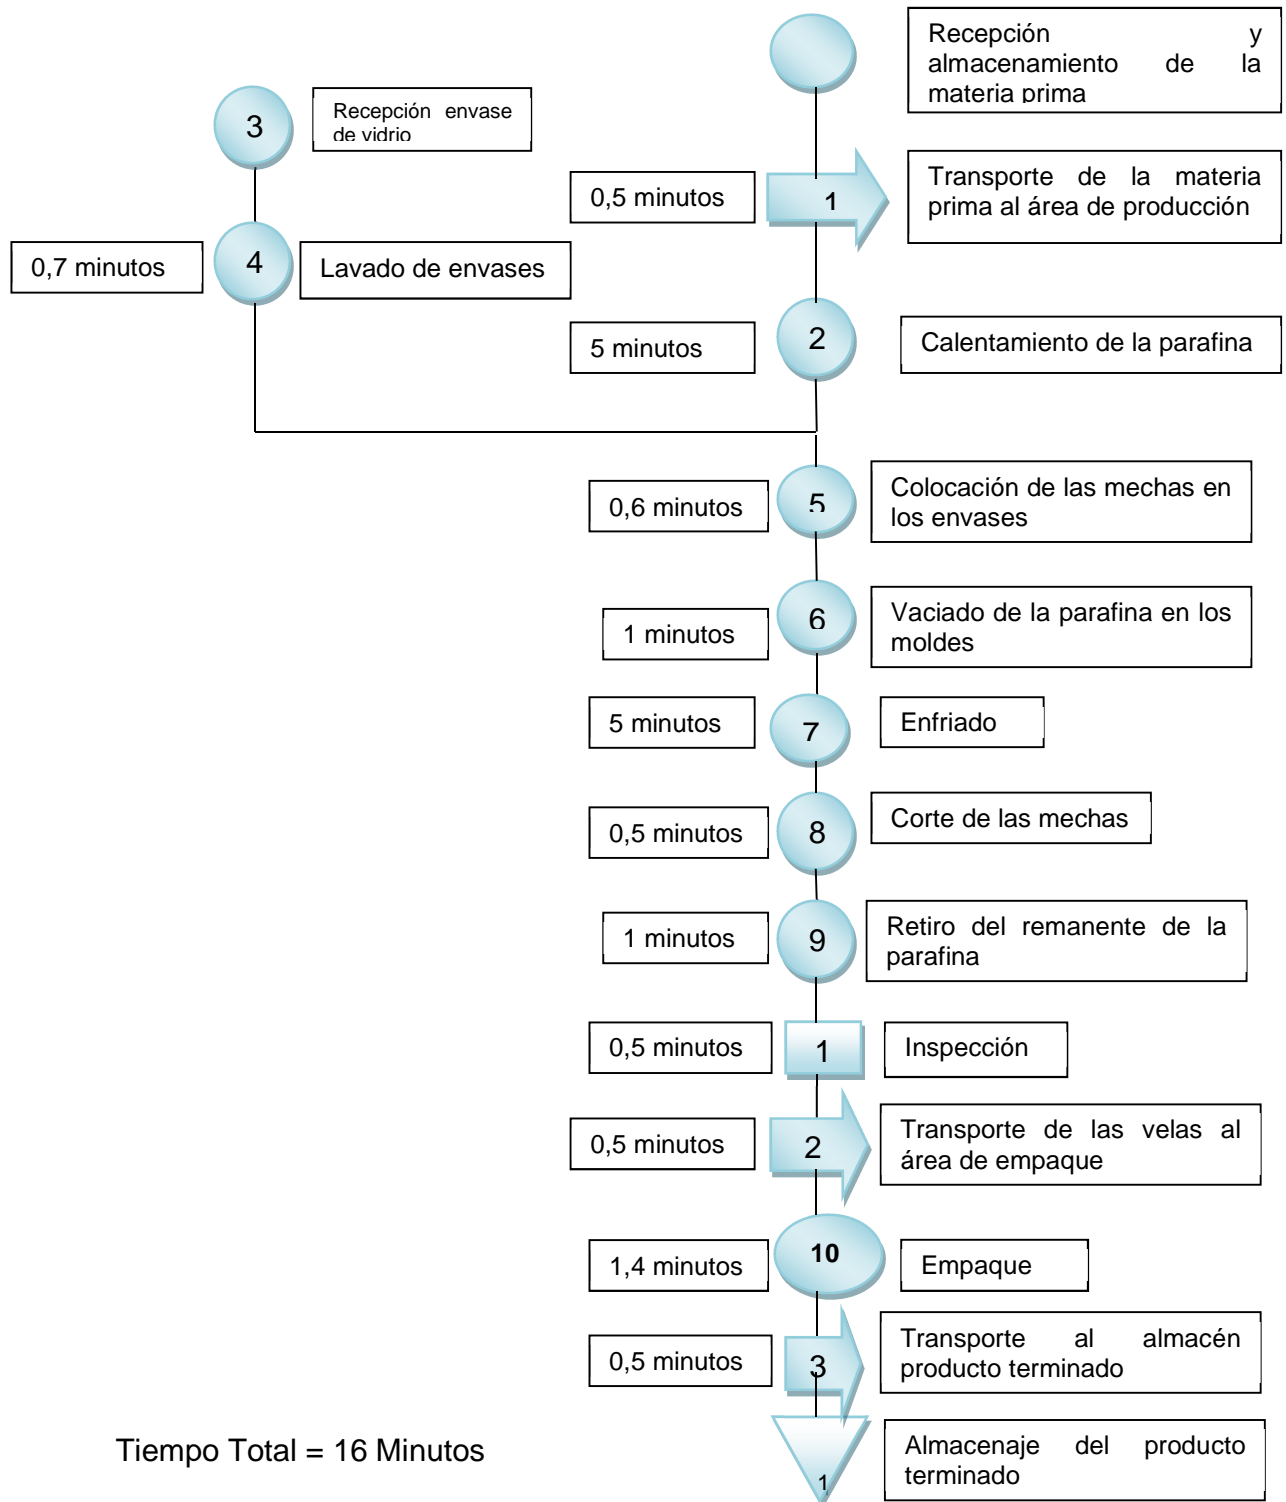 Recepción y
almacenamiento de la
materia prima
3
Recepción envase
de vidrio
0,5 minutos
1
Transporte de la materia
prima al área de producción
0,7 minutos
4
Lavado de envases
5 minutos
2
Calentamiento de la parafina
0,6 minutos
5
Colocación de las mechas en
los envases
1 minutos
6
Vaciado de la parafina en los
moldes
5 minutos
7
Enfriado
0,5 minutos
8
Corte de las mechas
1 minutos
9
Retiro del remanente de la
parafina
0,5 minutos
1
Inspección
0,5 minutos
2
Transporte de las velas al
área de empaque
1,4 minutos
10
Empaque
0,5 minutos
3
Transporte al almacén
producto terminado
Tiempo Total = 16 Minutos
1
Almacenaje del producto
terminado